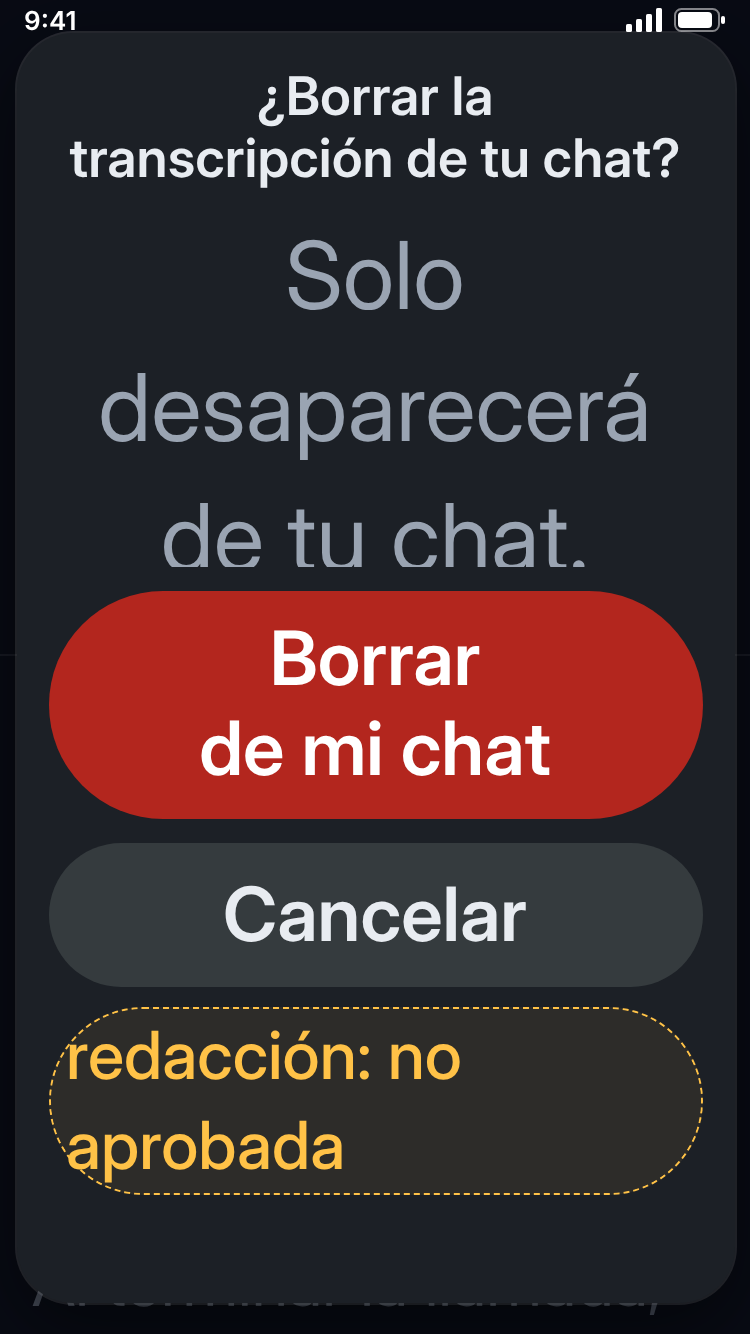 9:41
¿Borrar la
transcripción de tu chat?
Solo
desaparecerá
de tu chat.
Borrar
de mi chat
Cancelar
redacción: no
aprobada